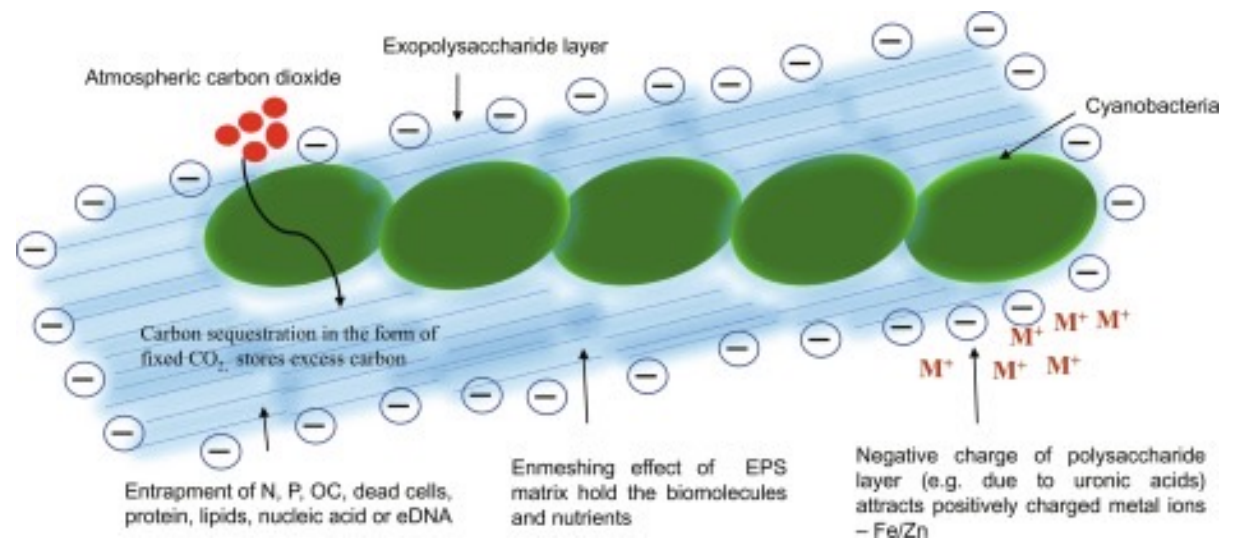 Exopolysaccharide layer
Atmospheric carbon dioxide
Cyanobacteria
Carbon sequestration in the form of
fixed CO2, stores excess carbon
M+ M+ M+
M+ M+ M+
Entrapment of N, P, OC, dead cells,
protein, lipids, nucleic acid or eDNA
Enmeshing effect of EPS
matrix hold the biomolecules
and nutrients
Negative charge of polysaccharide
layer (e.g. due to uronic acids)
attracts positively charged metal ions
– Fe/Zn